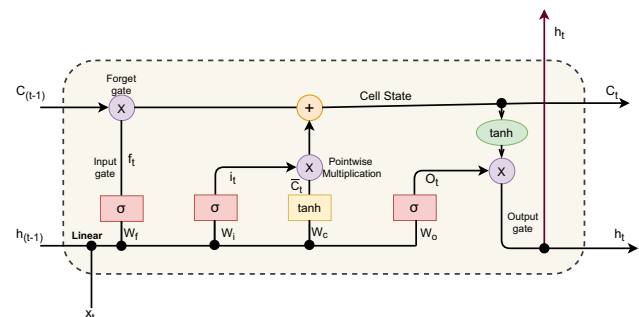 h_t
Forget
gate
C_(t-1)
C_t
X
+
Cell State
tanh
Input
gate
f_t
i_t
X
Pointwise
Multiplication
C̅_t
O_t
X
σ
σ
tanh
σ
Output
gate
h_(t-1)
Linear
W_f
W_i
W_c
W_o
h_t
x_t